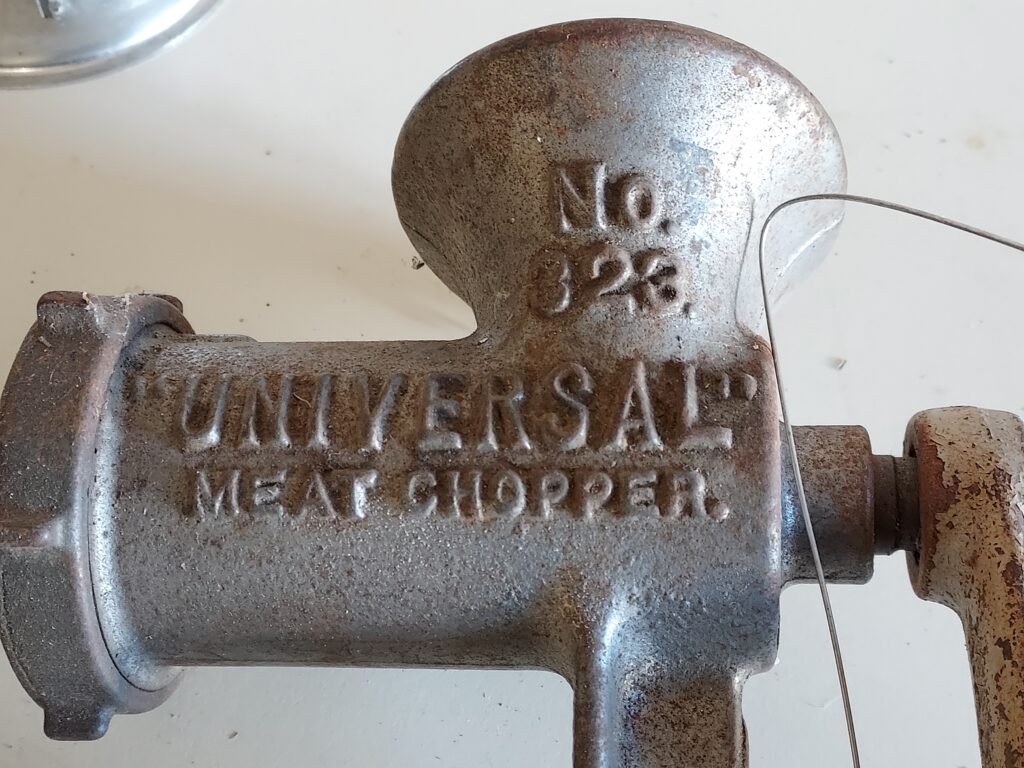 No.
323.
"UNIVERSAL"
MEAT CHOPPER.